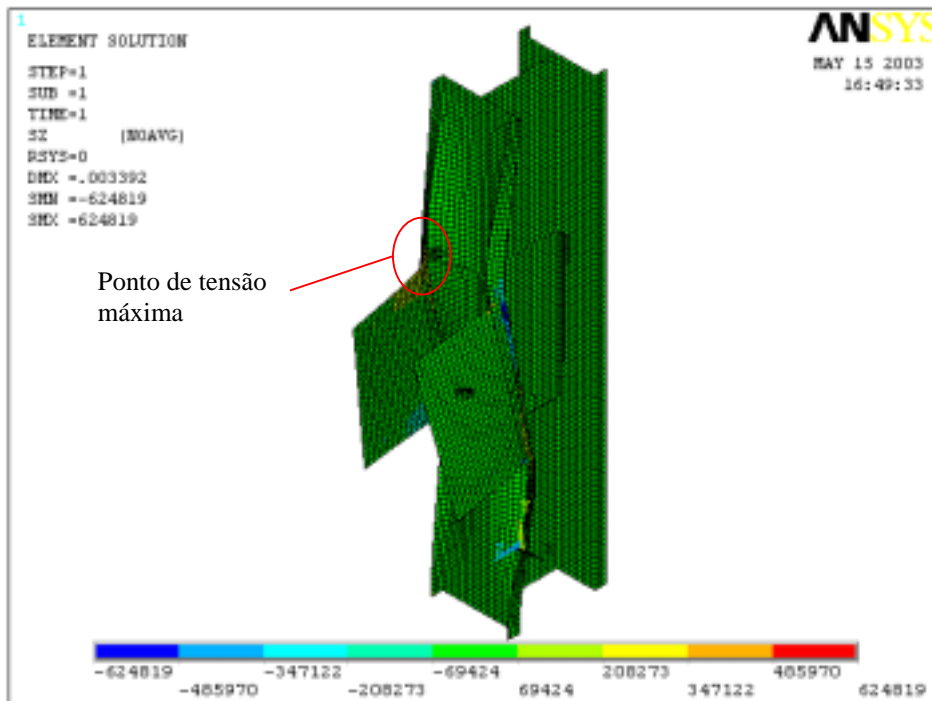 1
ELEMENT SOLUTION
STEP=1
SUB =1
TIME=1
SZ (NOAVG)
RSYS=0
DMX =.003392
SMN =-624819
SMX =624819
ANSYS
MAY 15 2003
16:49:33
Ponto de tensão
máxima
-624819 -347122 -69424 208273 485970
-485970 -208273 69424 347122 624819